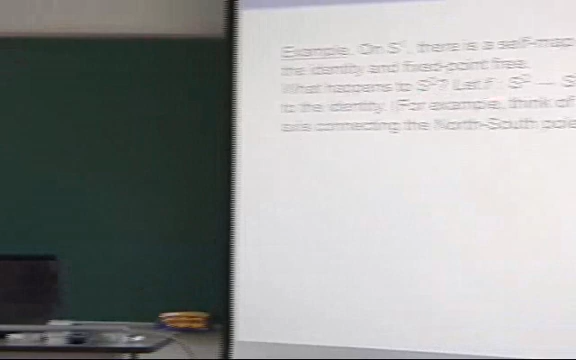 Example. On S¹, there is a self-map
the identity and fixed-point free.
What happens to S²? Let f : S² → S
to the identity. (For example, think of
axis connecting the North-South pole